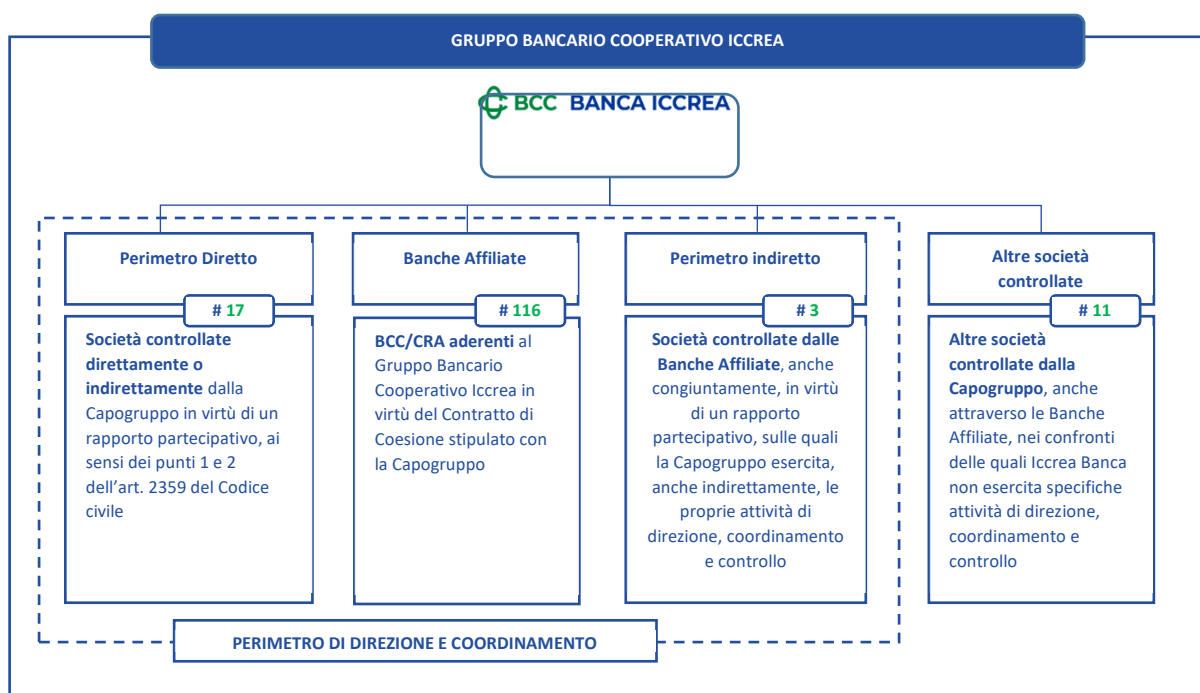 GRUPPO BANCARIO COOPERATIVO ICCREA
BCC BANCA ICCREA
Perimetro Diretto
# 17
Società controllate
direttamente o
indirettamente dalla
Capogruppo in virtù di un
rapporto partecipativo, ai
sensi dei punti 1 e 2
dell’art. 2359 del Codice
civile
Banche Affiliate
# 116
BCC/CRA aderenti al
Gruppo Bancario
Cooperativo Iccrea in
virtù del Contratto di
Coesione stipulato con
la Capogruppo
Perimetro indiretto
# 3
Società controllate dalle
Banche Affiliate, anche
congiuntamente, in virtù
di un rapporto
partecipativo, sulle quali
la Capogruppo esercita,
anche indirettamente, le
proprie attività di
direzione, coordinamento
e controllo
Altre società
controllate
# 11
Altre società
controllate dalla
Capogruppo, anche
attraverso le Banche
Affiliate, nei confronti
delle quali Iccrea Banca
non esercita specifiche
attività di direzione,
coordinamento e
controllo
PERIMETRO DI DIREZIONE E COORDINAMENTO